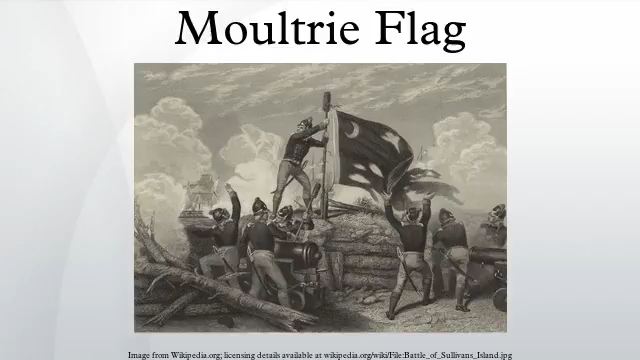 Moultrie Flag
Image from Wikipedia.org; licensing details available at wikipedia.org/wiki/File:Battle_of_Sullivans_Island.jpg